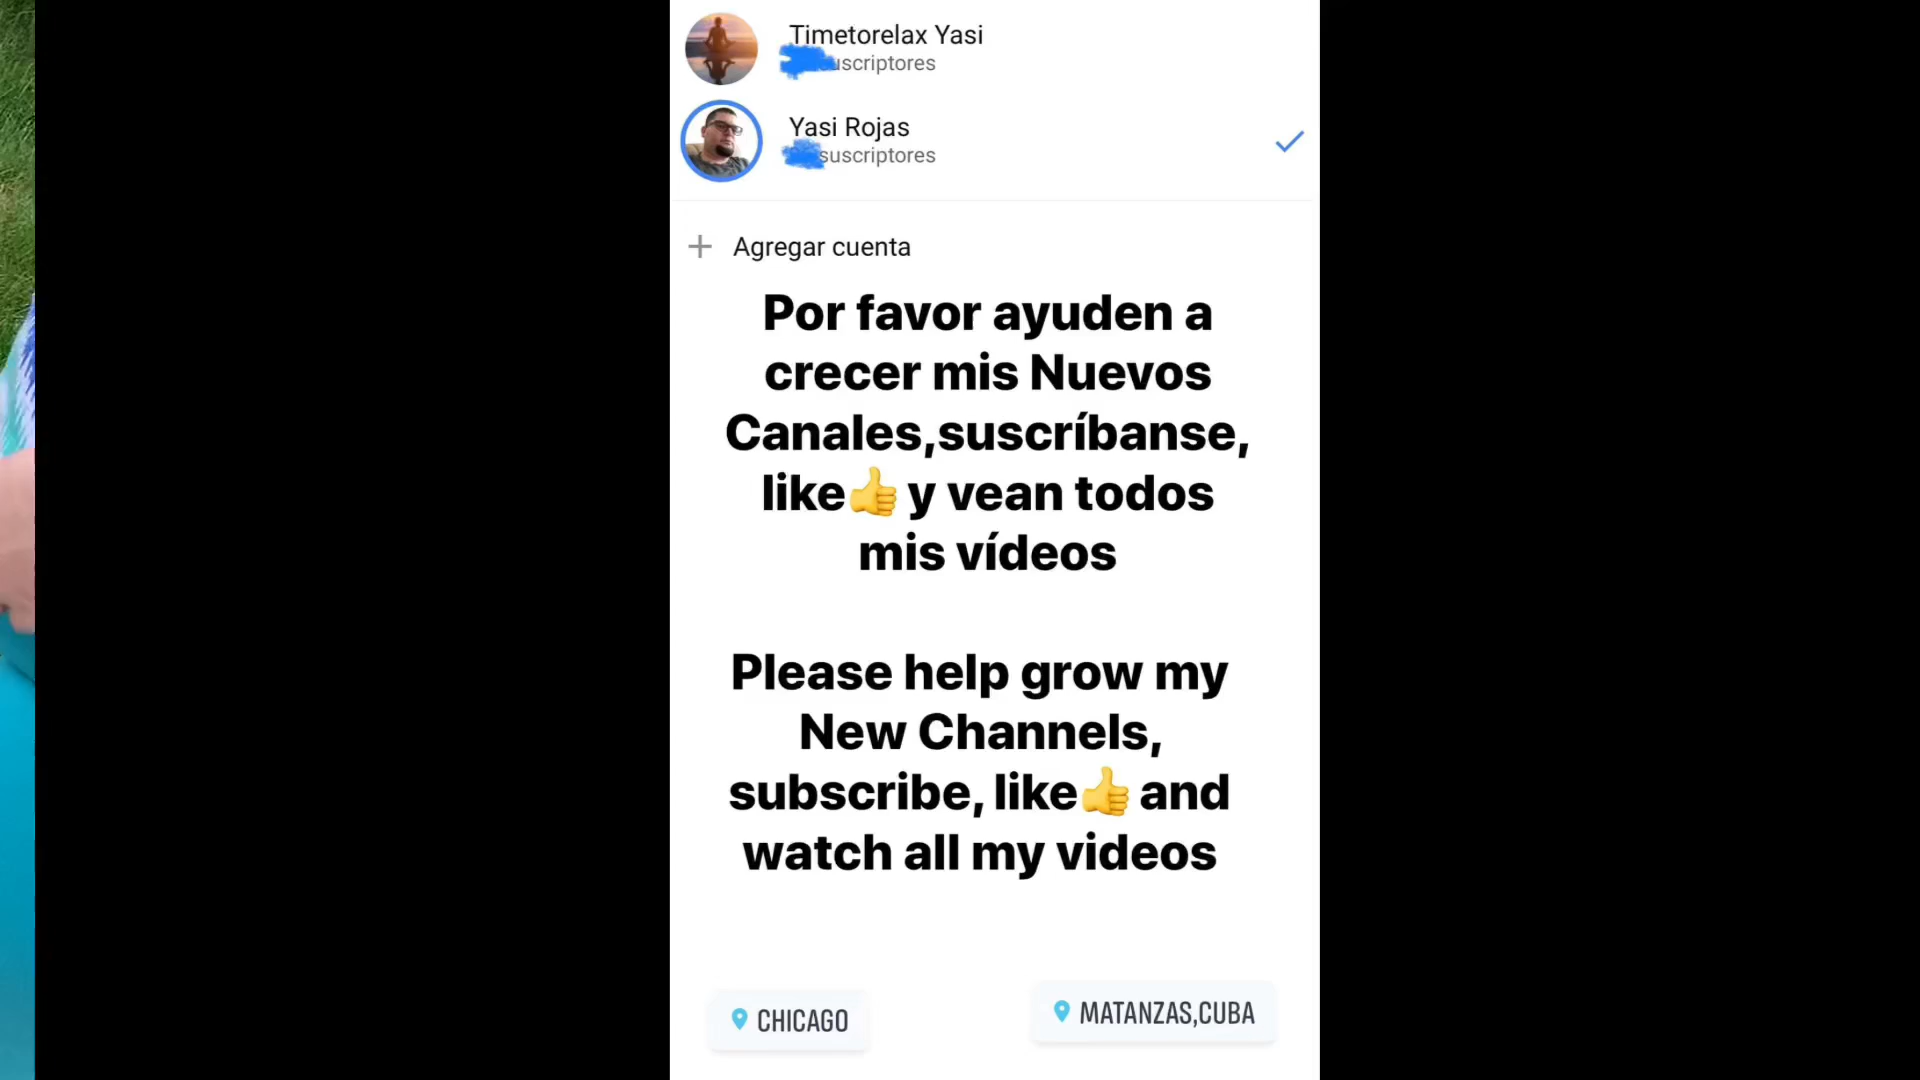 Timetorelax Yasi
suscriptores
Yasi Rojas
suscriptores
Agregar cuenta
Por favor ayuden a
crecer mis Nuevos
Canales,suscríbanse,
like👍y vean todos
mis vídeos
Please help grow my
New Channels,
subscribe, like👍and
watch all my videos
CHICAGO
MATANZAS,CUBA